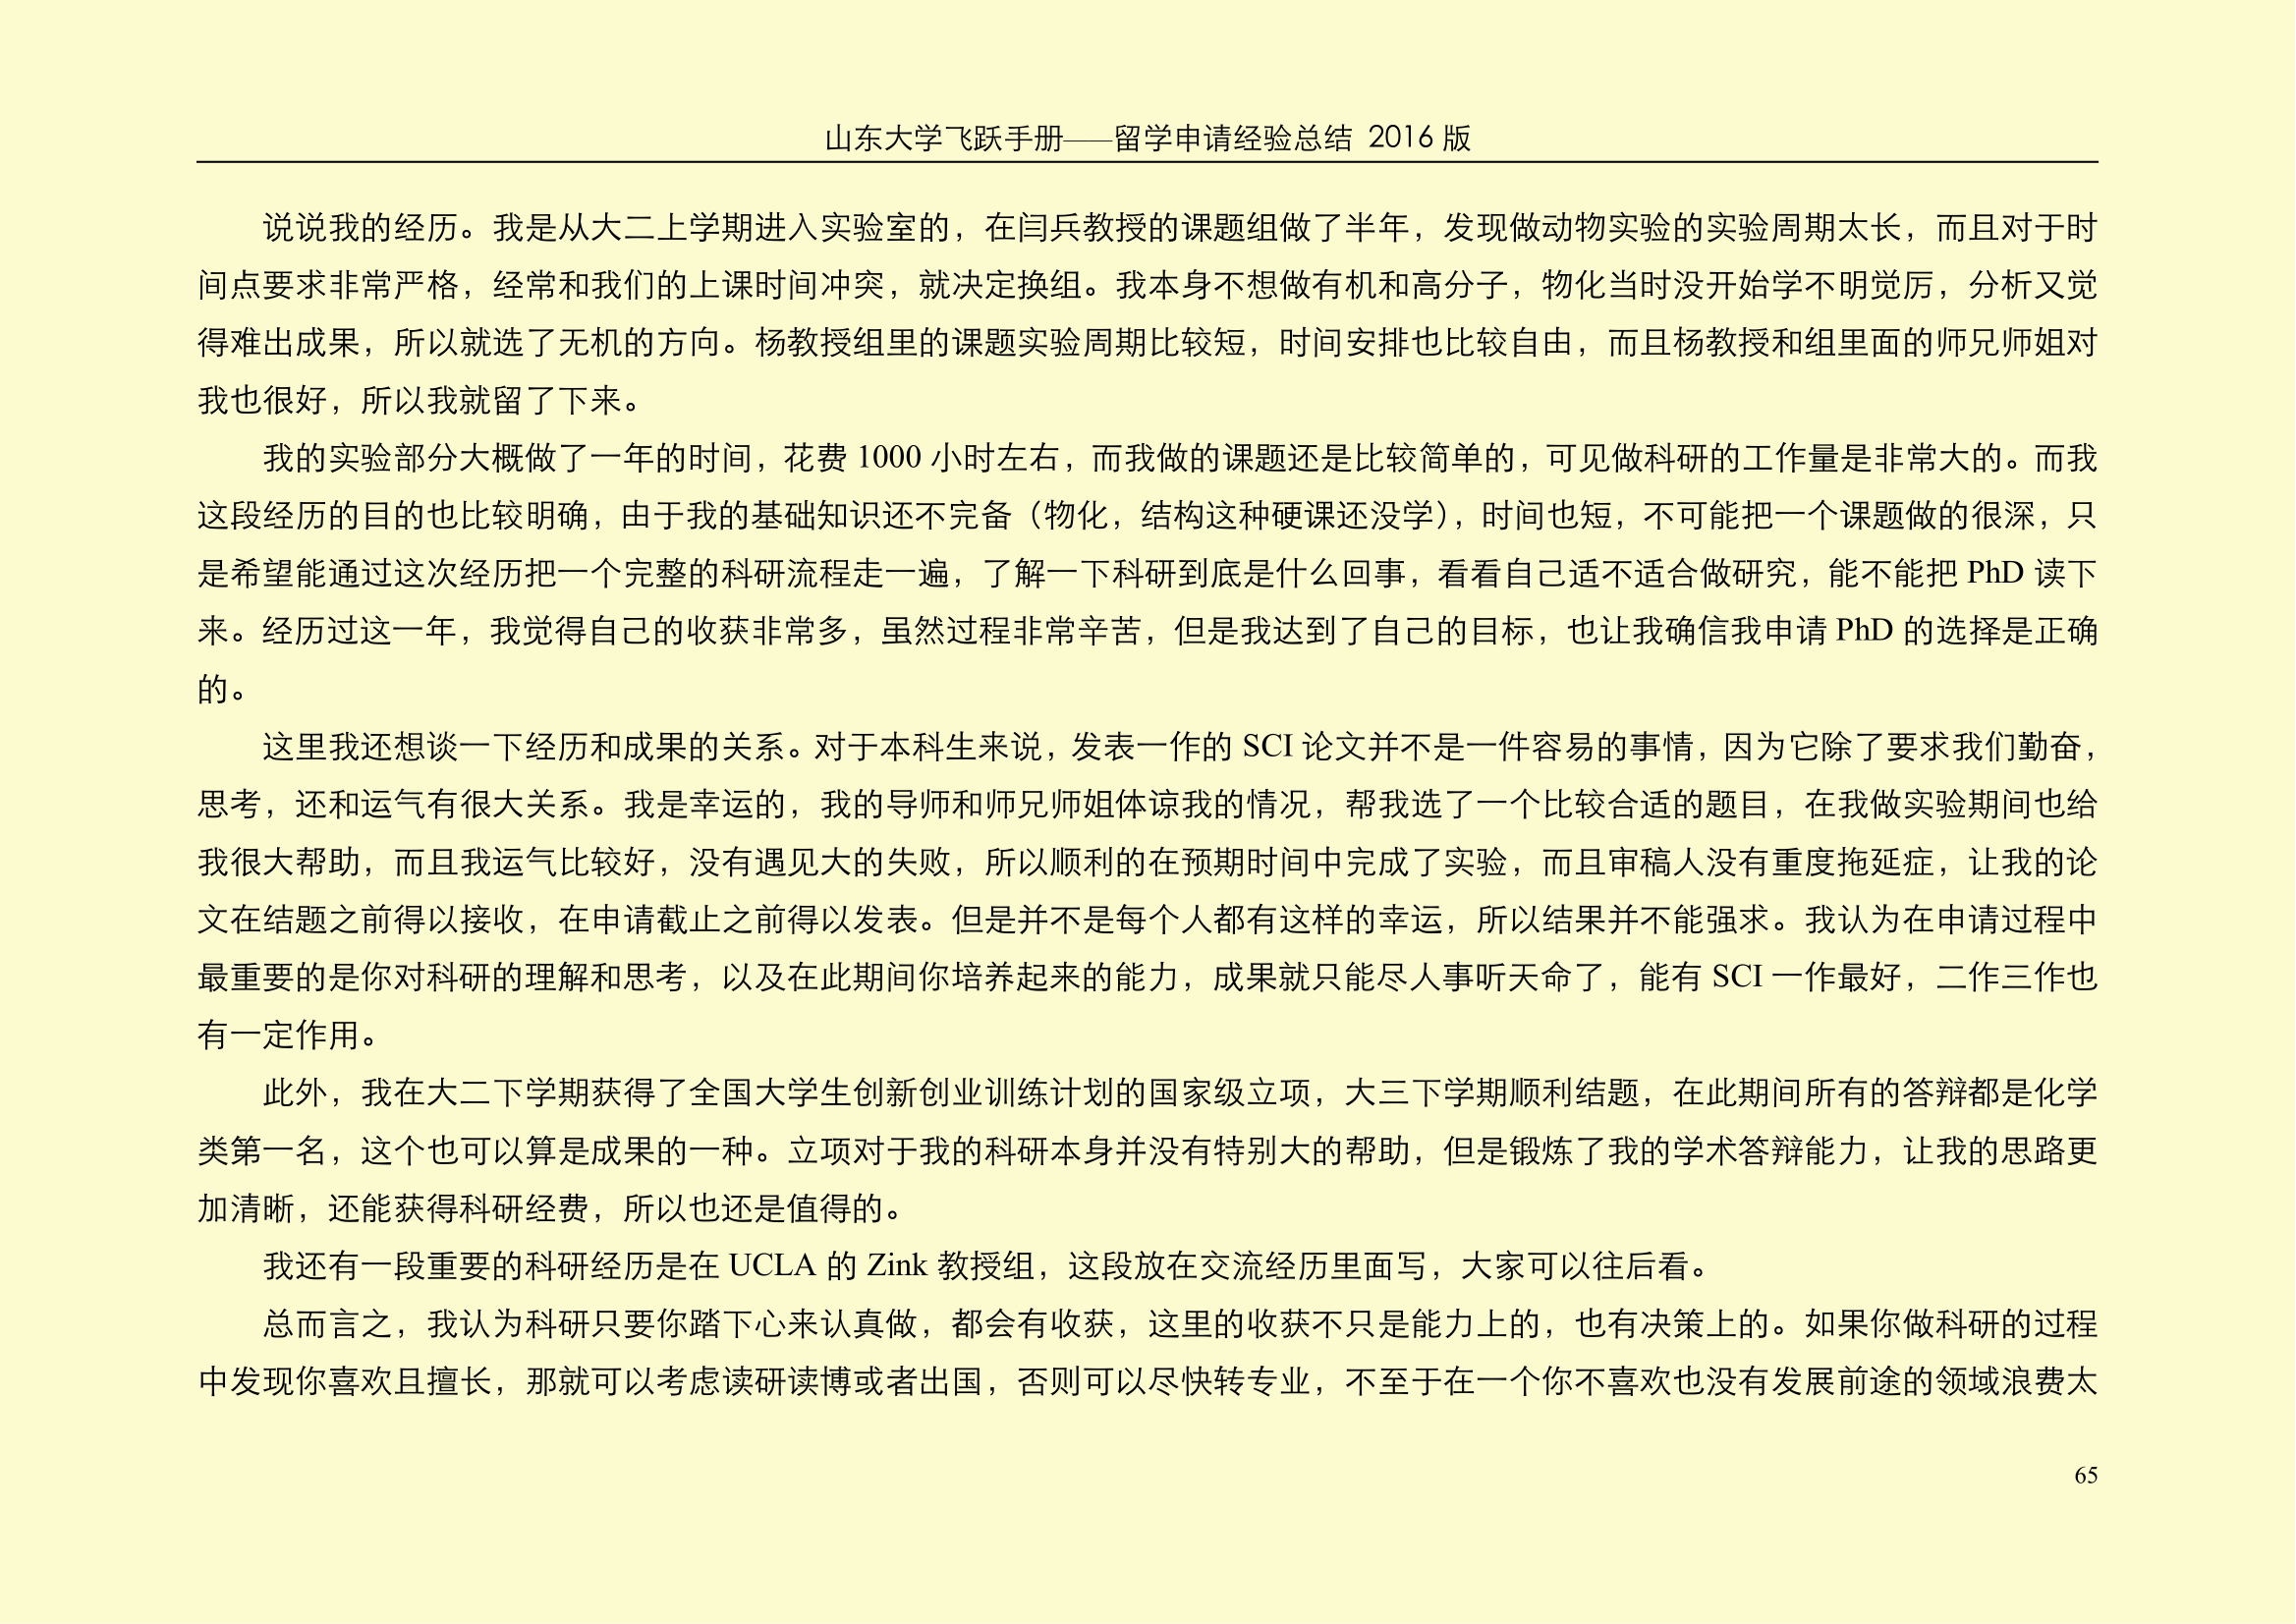 山东大学飞跃手册——留学申请经验总结 2016 版
说说我的经历。我是从大二上学期进入实验室的，在闫兵教授的课题组做了半年，发现做动物实验的实验周期太长，而且对于时
间点要求非常严格，经常和我们的上课时间冲突，就决定换组。我本身不想做有机和高分子，物化当时没开始学不明觉厉，分析又觉
得难出成果，所以就选了无机的方向。杨教授组里的课题实验周期比较短，时间安排也比较自由，而且杨教授和组里面的师兄师姐对
我也很好，所以我就留了下来。
我的实验部分大概做了一年的时间，花费 1000 小时左右，而我做的课题还是比较简单的，可见做科研的工作量是非常大的。而我
这段经历的目的也比较明确，由于我的基础知识还不完备（物化，结构这种硬课还没学），时间也短，不可能把一个课题做的很深，只
是希望能通过这次经历把一个完整的科研流程走一遍，了解一下科研到底是什么回事，看看自己适不适合做研究，能不能把 PhD 读下
来。经历过这一年，我觉得自己的收获非常多，虽然过程非常辛苦，但是我达到了自己的目标，也让我确信我申请 PhD 的选择是正确
的。
这里我还想谈一下经历和成果的关系。对于本科生来说，发表一作的 SCI 论文并不是一件容易的事情，因为它除了要求我们勤奋，
思考，还和运气有很大关系。我是幸运的，我的导师和师兄师姐体谅我的情况，帮我选了一个比较合适的题目，在我做实验期间也给
我很大帮助，而且我运气比较好，没有遇见大的失败，所以顺利的在预期时间中完成了实验，而且审稿人没有重度拖延症，让我的论
文在结题之前得以接收，在申请截止之前得以发表。但是并不是每个人都有这样的幸运，所以结果并不能强求。我认为在申请过程中
最重要的是你对科研的理解和思考，以及在此期间你培养起来的能力，成果就只能尽人事听天命了，能有 SCI 一作最好，二作三作也
有一定作用。
此外，我在大二下学期获得了全国大学生创新创业训练计划的国家级立项，大三下学期顺利结题，在此期间所有的答辩都是化学
类第一名，这个也可以算是成果的一种。立项对于我的科研本身并没有特别大的帮助，但是锻炼了我的学术答辩能力，让我的思路更
加清晰，还能获得科研经费，所以也还是值得的。
我还有一段重要的科研经历是在 UCLA 的 Zink 教授组，这段放在交流经历里面写，大家可以往后看。
总而言之，我认为科研只要你踏下心来认真做，都会有收获，这里的收获不只是能力上的，也有决策上的。如果你做科研的过程
中发现你喜欢且擅长，那就可以考虑读研读博或者出国，否则可以尽快转专业，不至于在一个你不喜欢也没有发展前途的领域浪费太
65